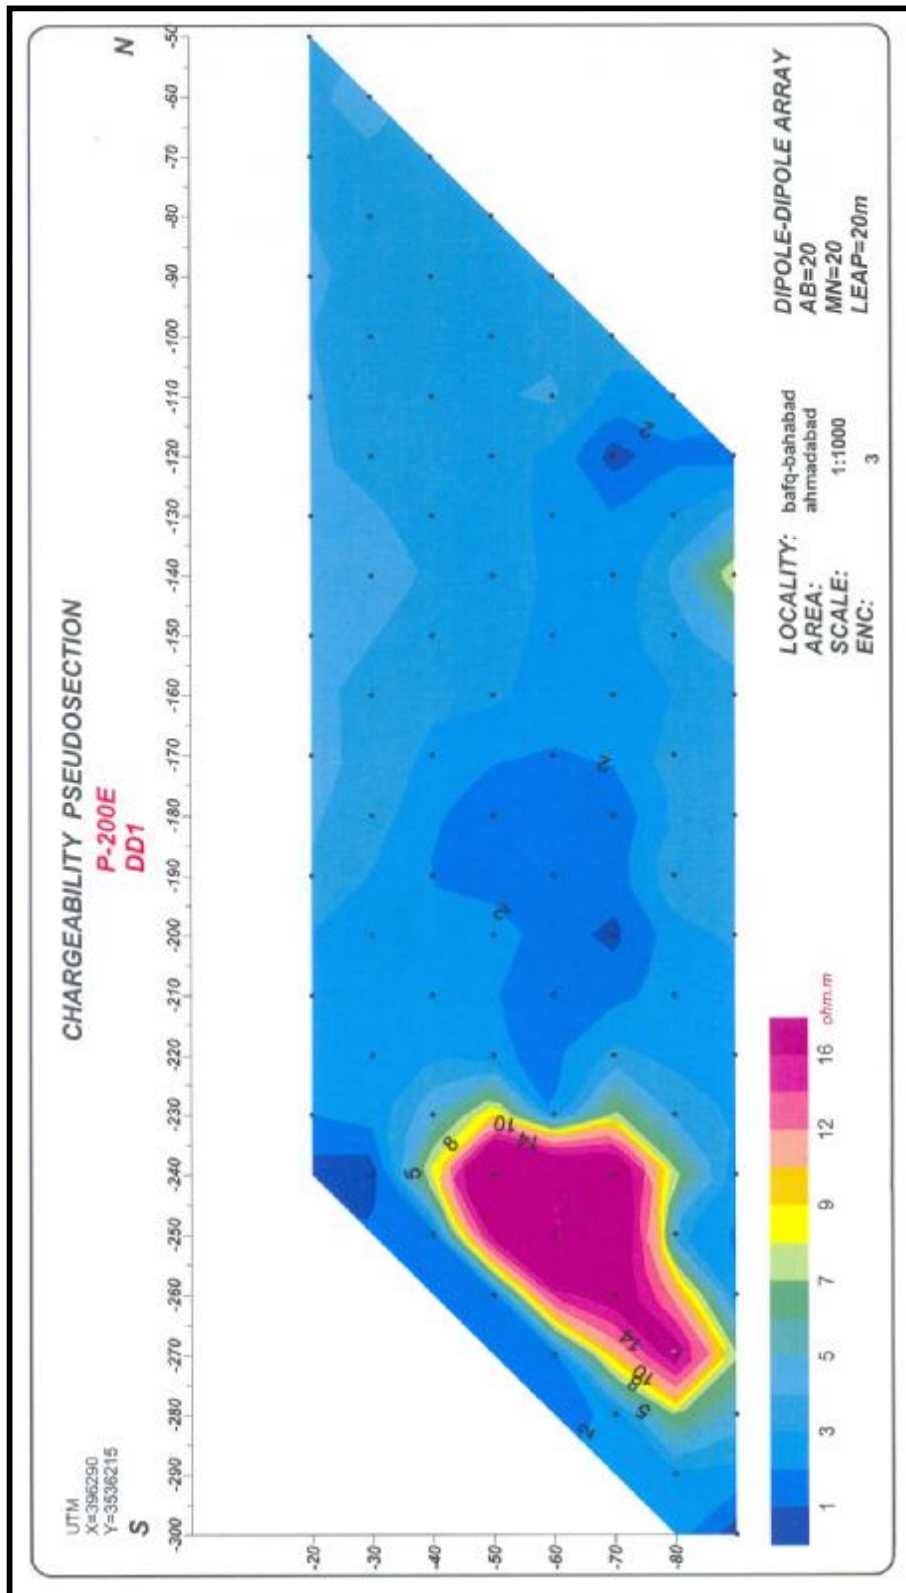 CHARGEABILITY PSEUDOSECTION
P-200E
DD1
UTM
X=396290
Y=3536215
S
N
-300 -290 -280 -270 -260 -250 -240 -230 -220 -210 -200 -190 -180 -170 -160 -150 -140 -130 -120 -110 -100 -90 -80 -70 -60 -50
-20
-30
-40
-50
-60
-70
-80
5
8
10
14
2
2
2
2
14
10
8
5
1 3 5 7 9 12 16 ohm.m
LOCALITY: bafq-bahabad
AREA: ahmadabad
SCALE: 1:1000
ENC: 3
DIPOLE-DIPOLE ARRAY
AB=20
MN=20
LEAP=20m